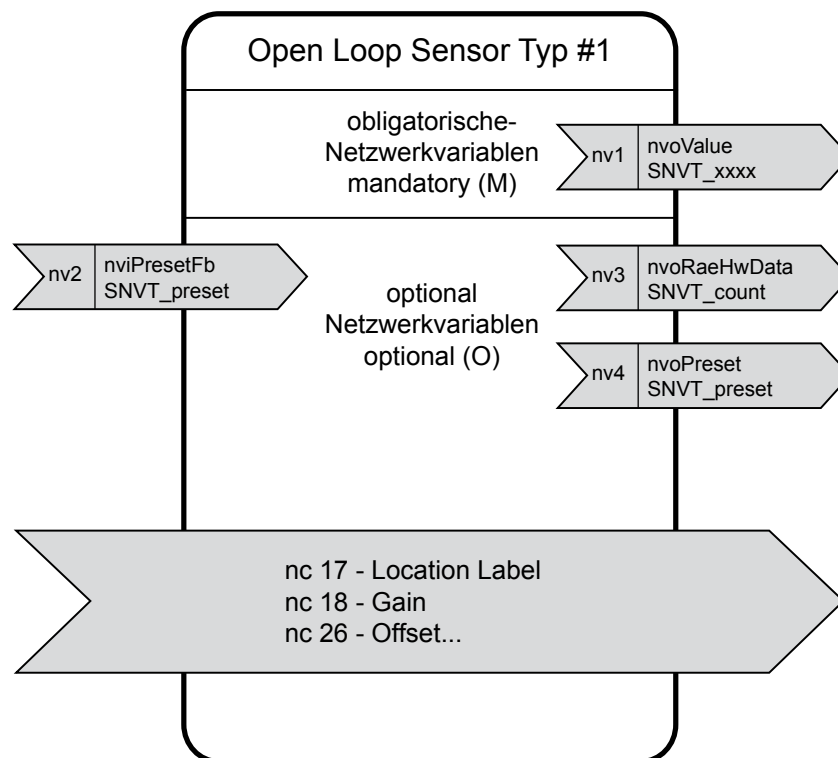 Open Loop Sensor Typ #1
obligatorische-
Netzwerkvariablen
mandatory (M)
nv1
nvoValue
SNVT_xxxx
nv2
nviPresetFb
SNVT_preset
optional
Netzwerkvariablen
optional (O)
nv3
nvoRaeHwData
SNVT_count
nv4
nvoPreset
SNVT_preset
nc 17 - Location Label
nc 18 - Gain
nc 26 - Offset...